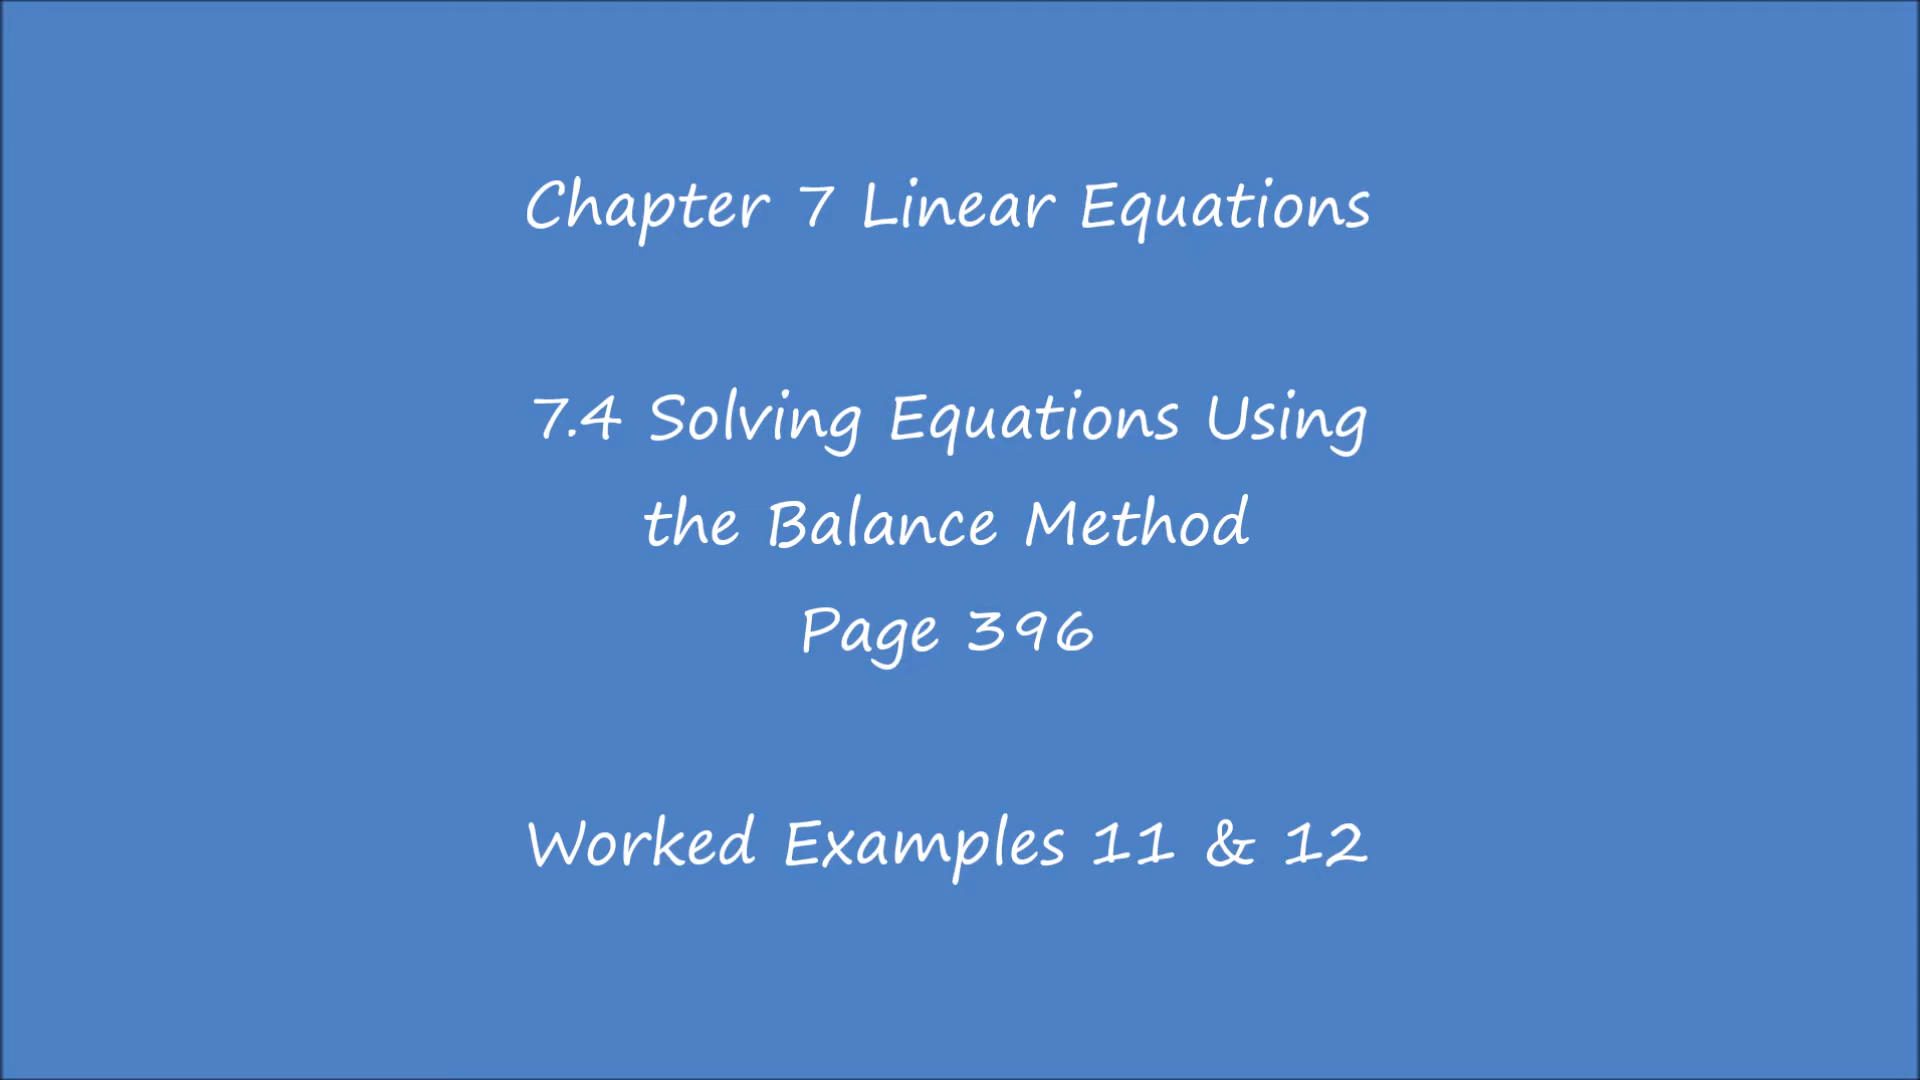 Chapter 7 Linear Equations
7.4 Solving Equations Using
the Balance Method
Page 396
Worked Examples 11 & 12